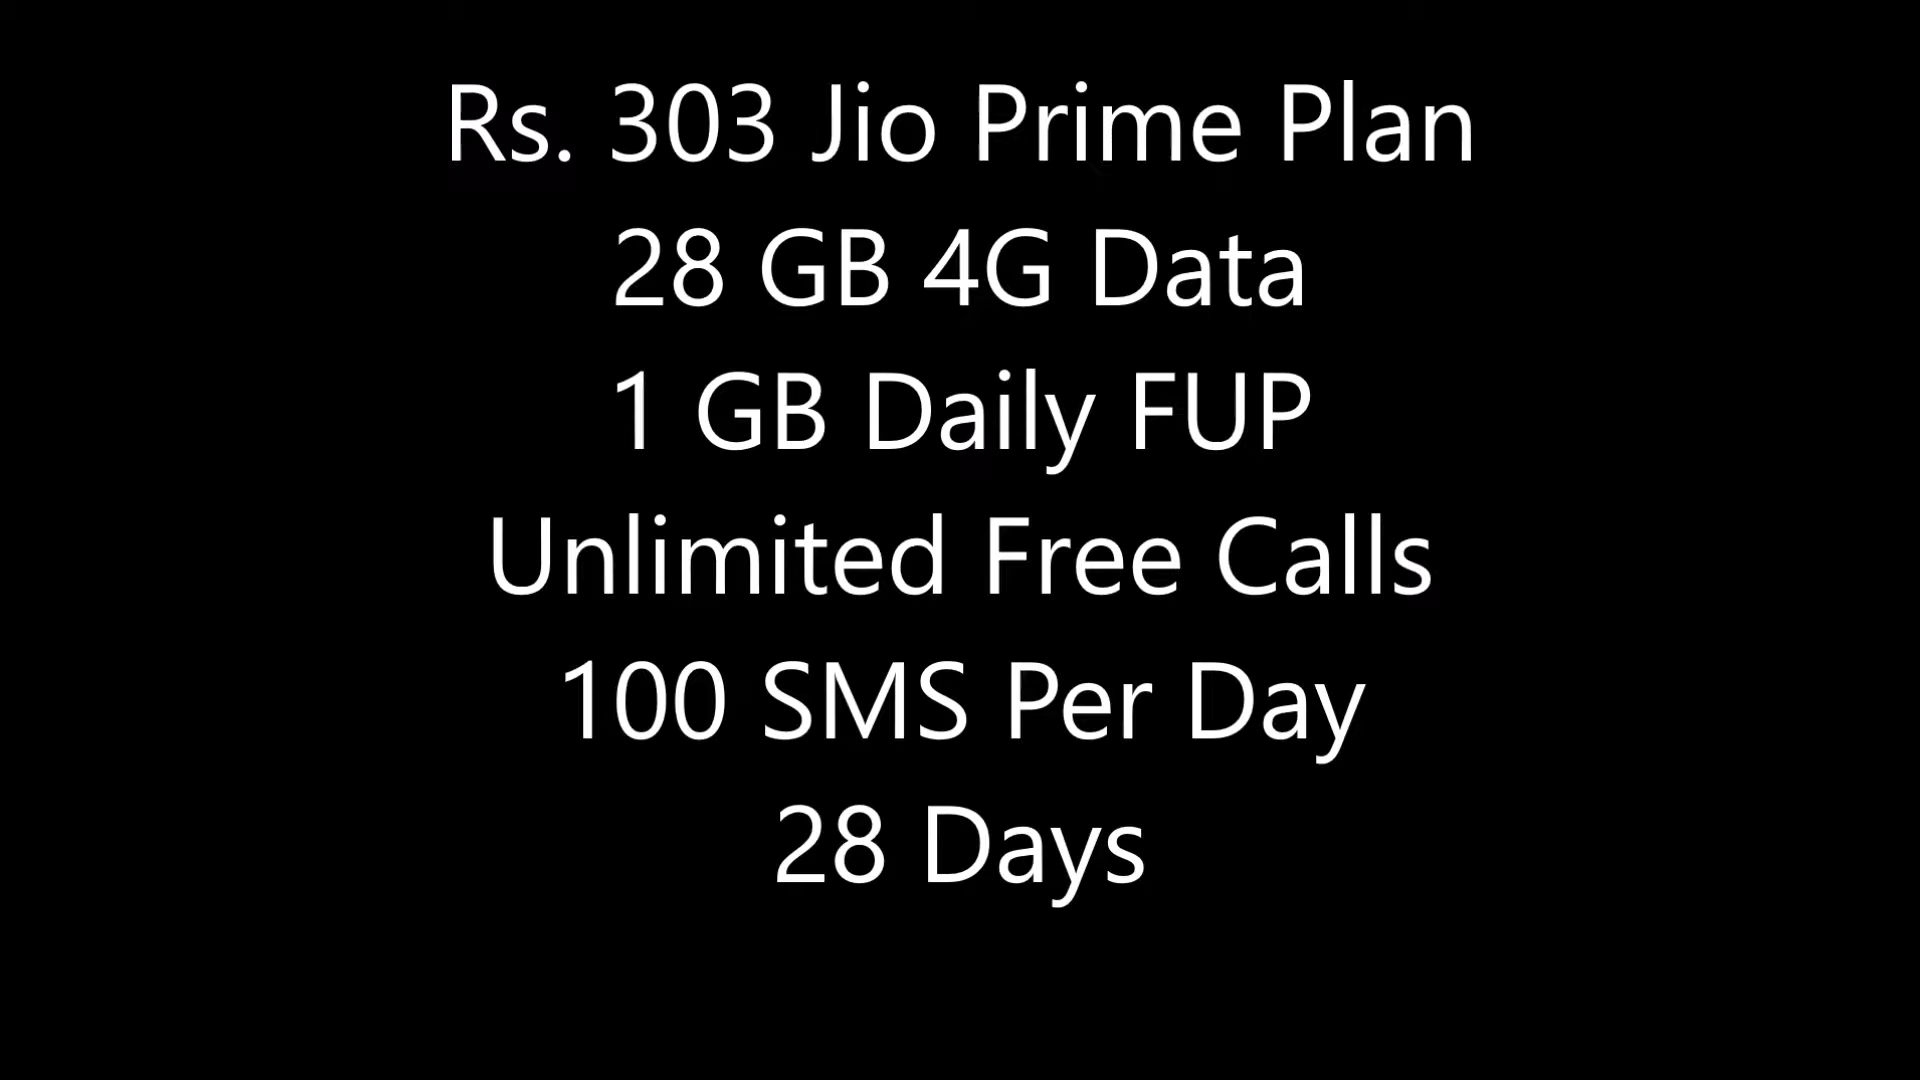 Rs. 303 Jio Prime Plan
28 GB 4G Data
1 GB Daily FUP
Unlimited Free Calls
100 SMS Per Day
28 Days